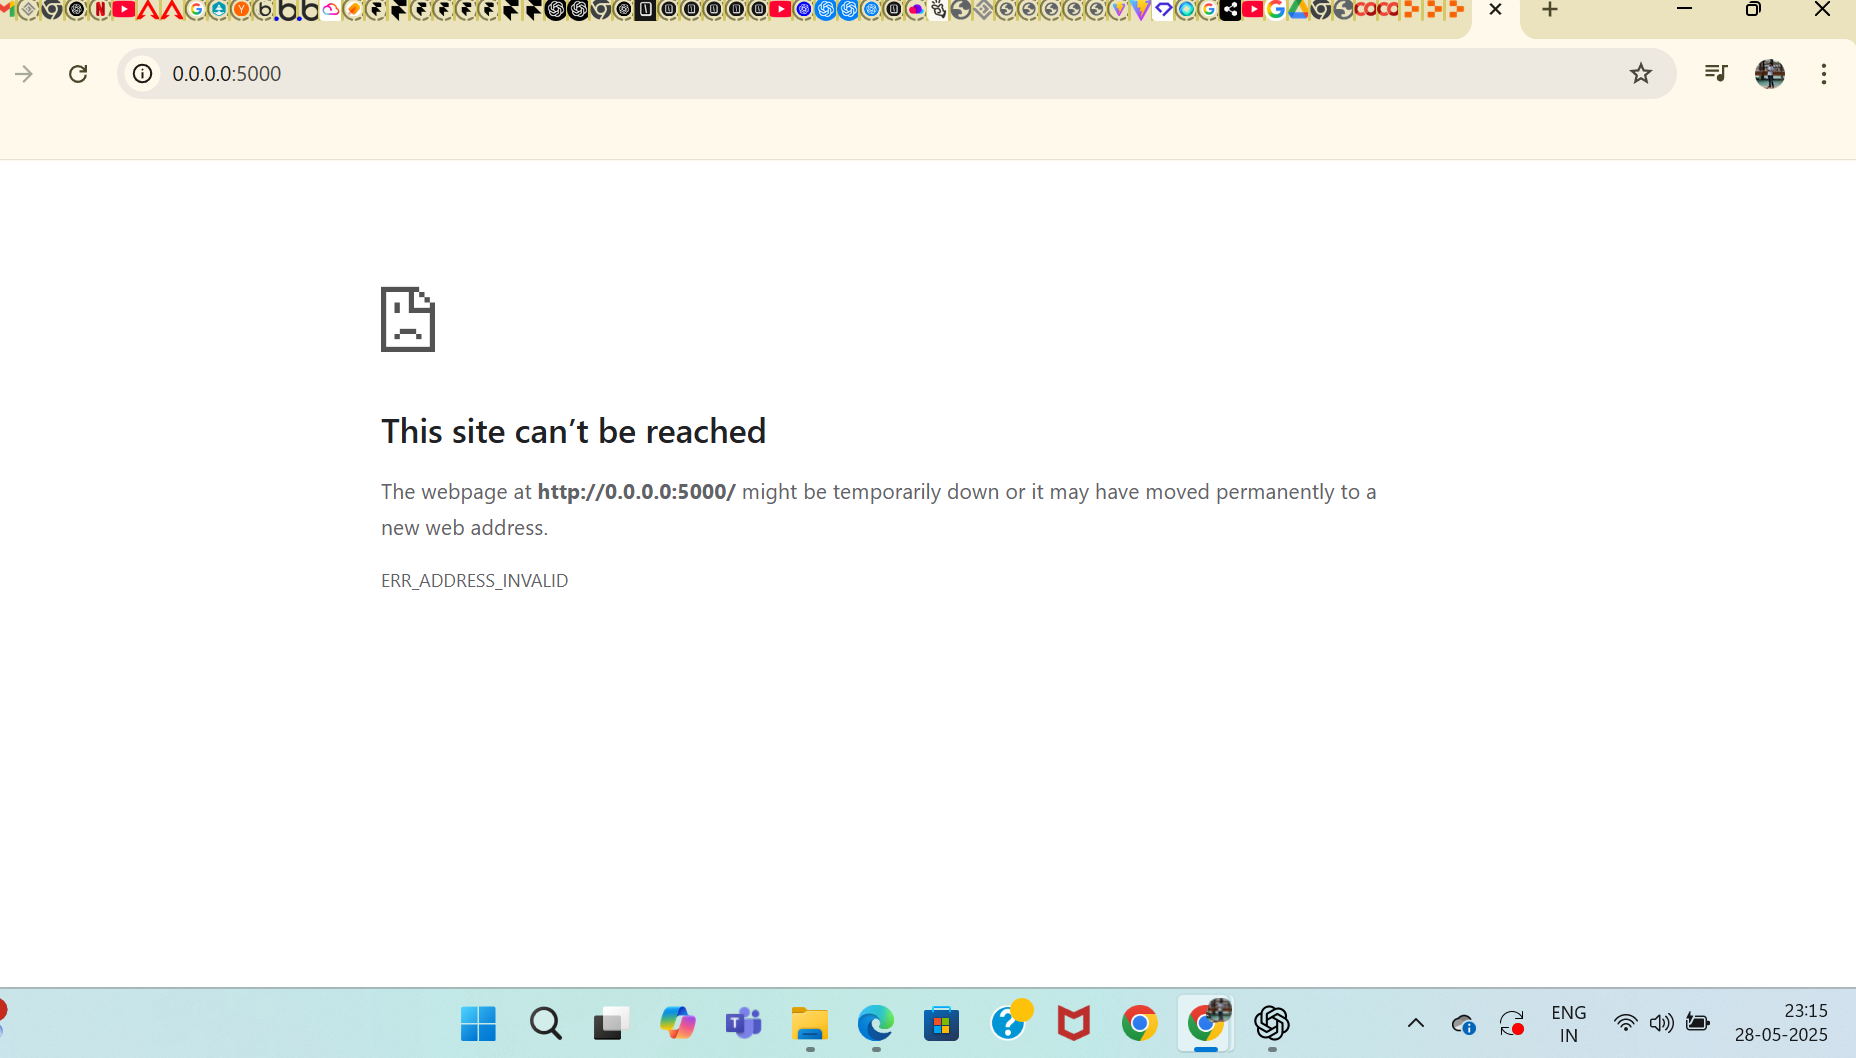 0.0.0.0:5000
This site can’t be reached
The webpage at http://0.0.0.0:5000/ might be temporarily down or it may have moved permanently to a
new web address.
ERR_ADDRESS_INVALID
ENG
IN
23:15
28-05-2025